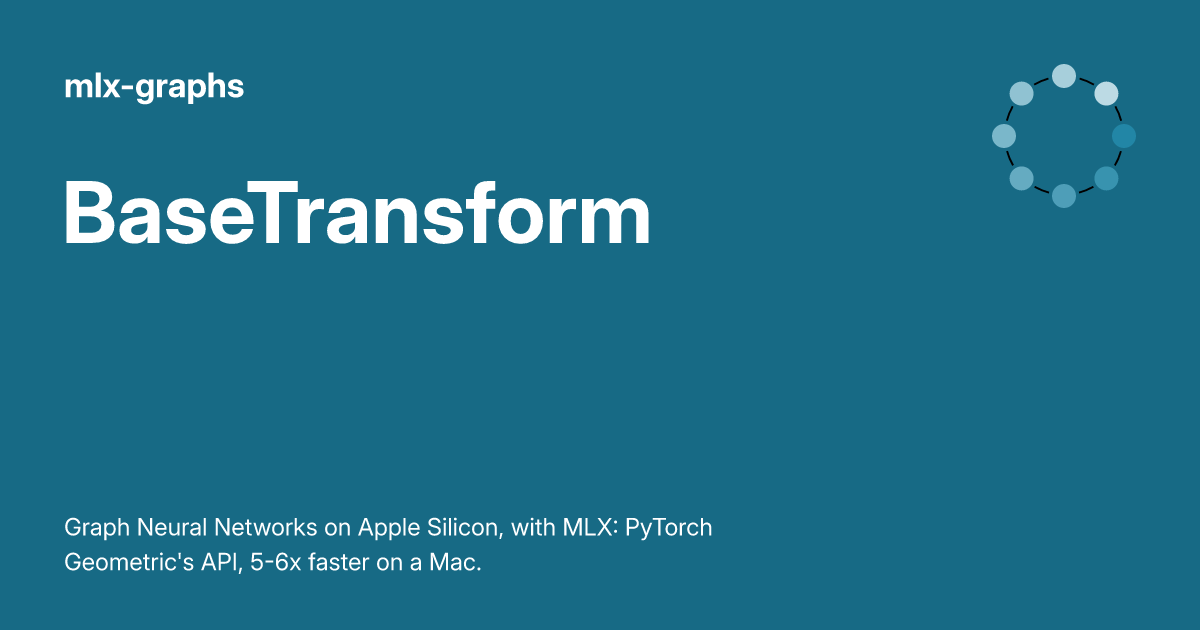 mlx-graphs
BaseTransform
Graph Neural Networks on Apple Silicon, with MLX: PyTorch
Geometric's API, 5-6x faster on a Mac.